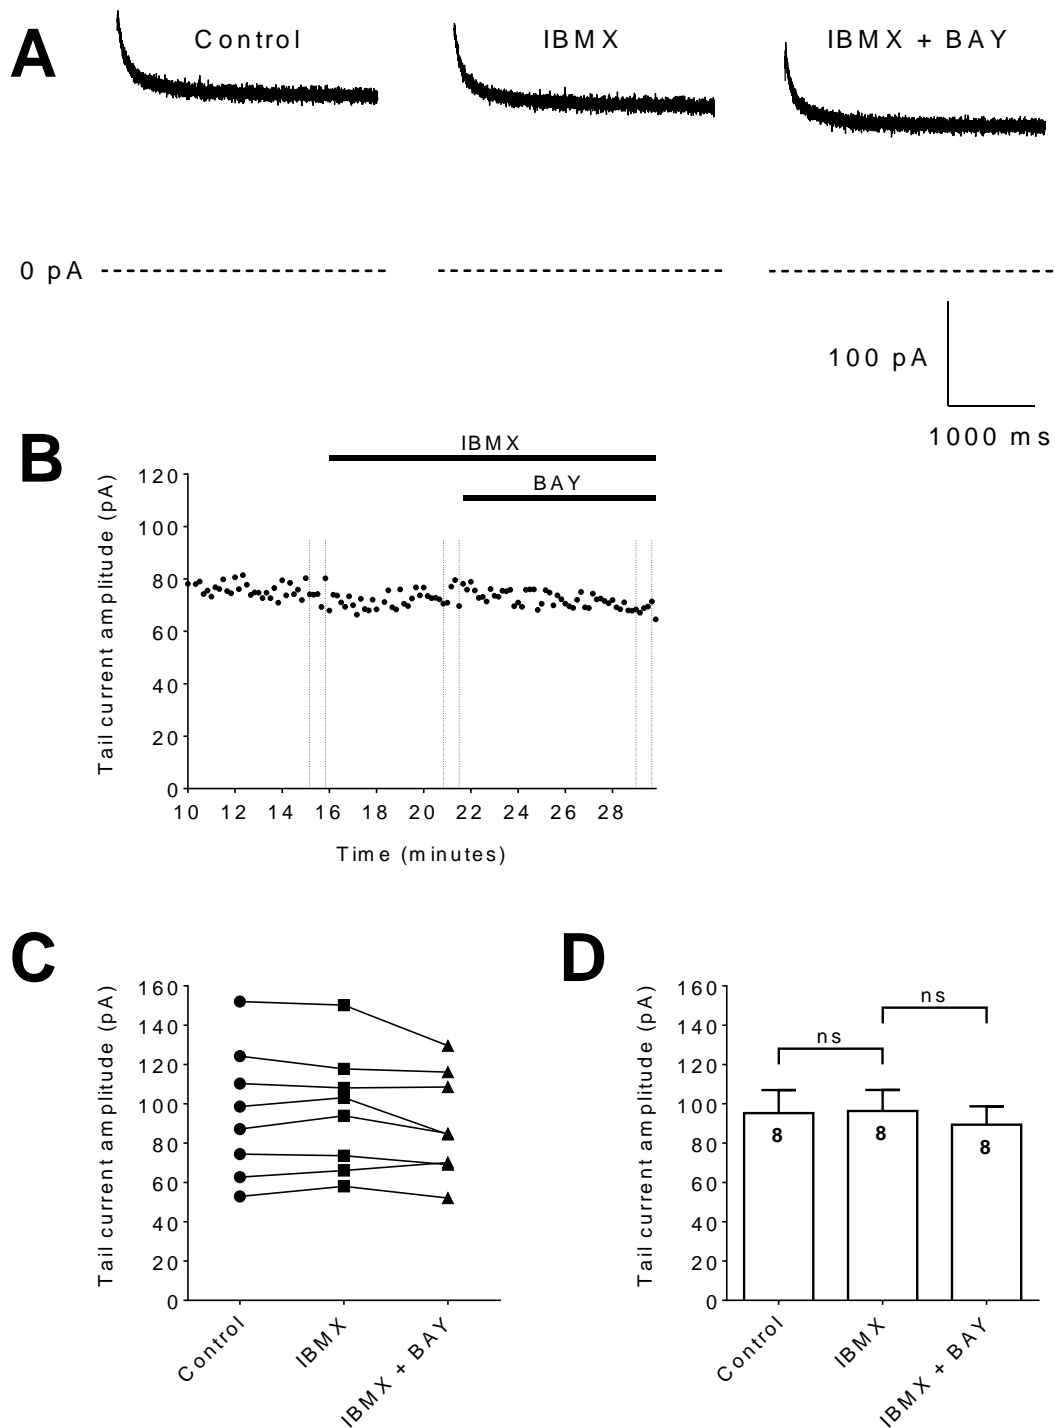 A
Control
IBMX
IBMX + BAY
0 pA
100 pA
1000 ms
B
IBMX
BAY
Tail current amplitude (pA)
120
100
80
60
40
20
0
10 12 14 16 18 20 22 24 26 28
Time (minutes)
C
Tail current amplitude (pA)
160
140
120
100
80
60
40
20
0
Control
IBMX
IBMX + BAY
D
Tail current amplitude (pA)
160
140
120
100
80
60
40
20
0
ns
ns
8
8
8
Control
IBMX
IBMX + BAY